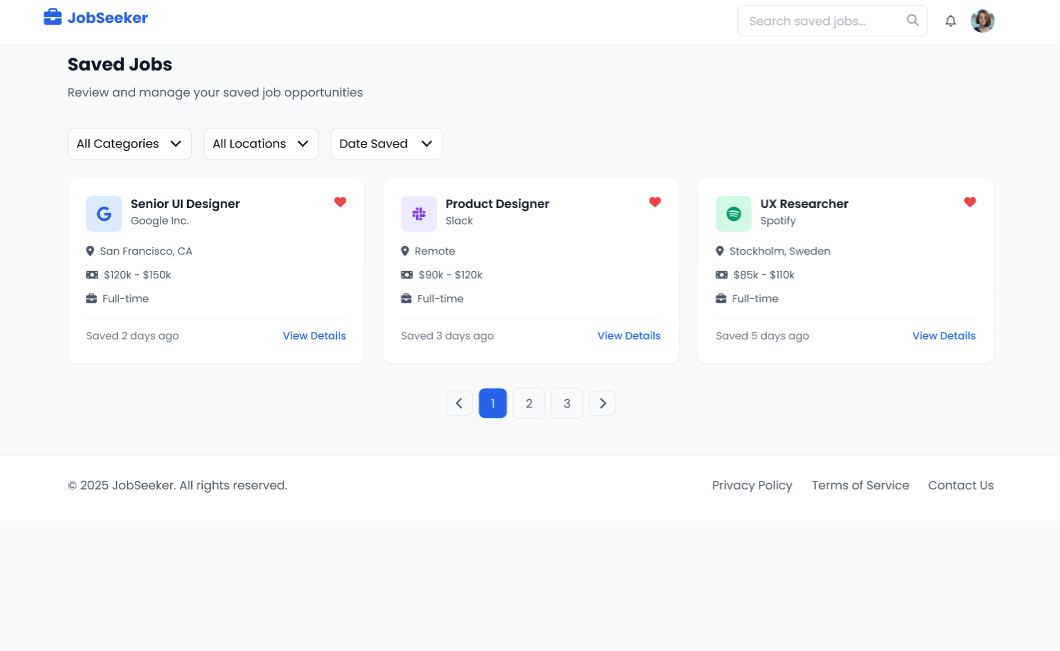 JobSeeker
Search saved jobs...
Saved Jobs
Review and manage your saved job opportunities
All Categories
All Locations
Date Saved
Senior UI Designer
Google Inc.
San Francisco, CA
$120k - $150k
Full-time
Saved 2 days ago
View Details
Product Designer
Slack
Remote
$90k - $120k
Full-time
Saved 3 days ago
View Details
UX Researcher
Spotify
Stockholm, Sweden
$85k - $110k
Full-time
Saved 5 days ago
View Details
1
2
3
© 2025 JobSeeker. All rights reserved.
Privacy Policy
Terms of Service
Contact Us